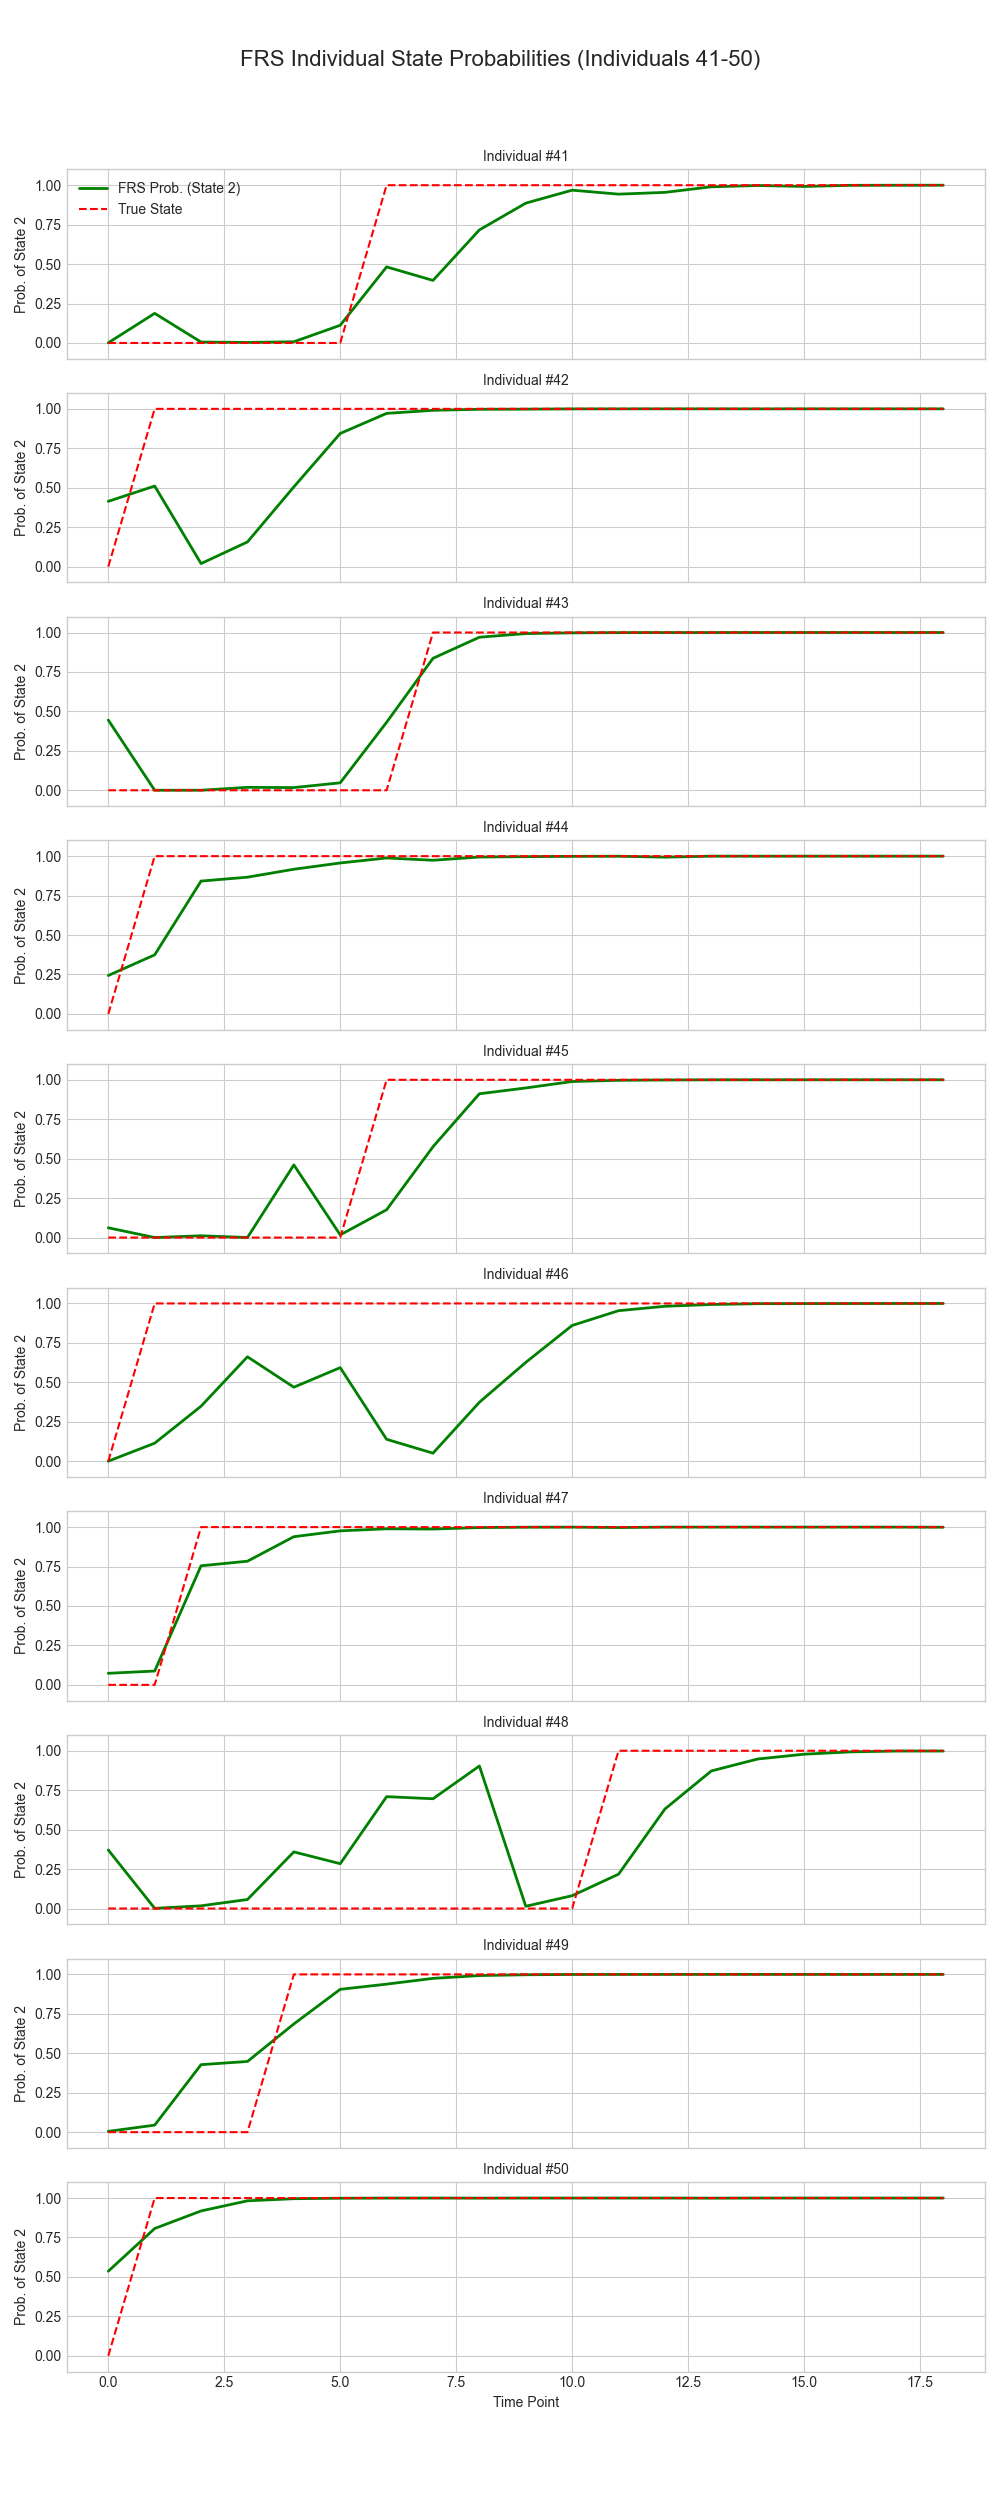 FRS Individual State Probabilities (Individuals 41-50)
Individual #41
1.00
0.75
0.50
0.25
0.00
Prob. of State 2
FRS Prob. (State 2)
True State
Individual #42
1.00
0.75
0.50
0.25
0.00
Prob. of State 2
Individual #43
1.00
0.75
0.50
0.25
0.00
Prob. of State 2
Individual #44
1.00
0.75
0.50
0.25
0.00
Prob. of State 2
Individual #45
1.00
0.75
0.50
0.25
0.00
Prob. of State 2
Individual #46
1.00
0.75
0.50
0.25
0.00
Prob. of State 2
Individual #47
1.00
0.75
0.50
0.25
0.00
Prob. of State 2
Individual #48
1.00
0.75
0.50
0.25
0.00
Prob. of State 2
Individual #49
1.00
0.75
0.50
0.25
0.00
Prob. of State 2
Individual #50
1.00
0.75
0.50
0.25
0.00
Prob. of State 2
0.0 2.5 5.0 7.5 10.0 12.5 15.0 17.5
Time Point